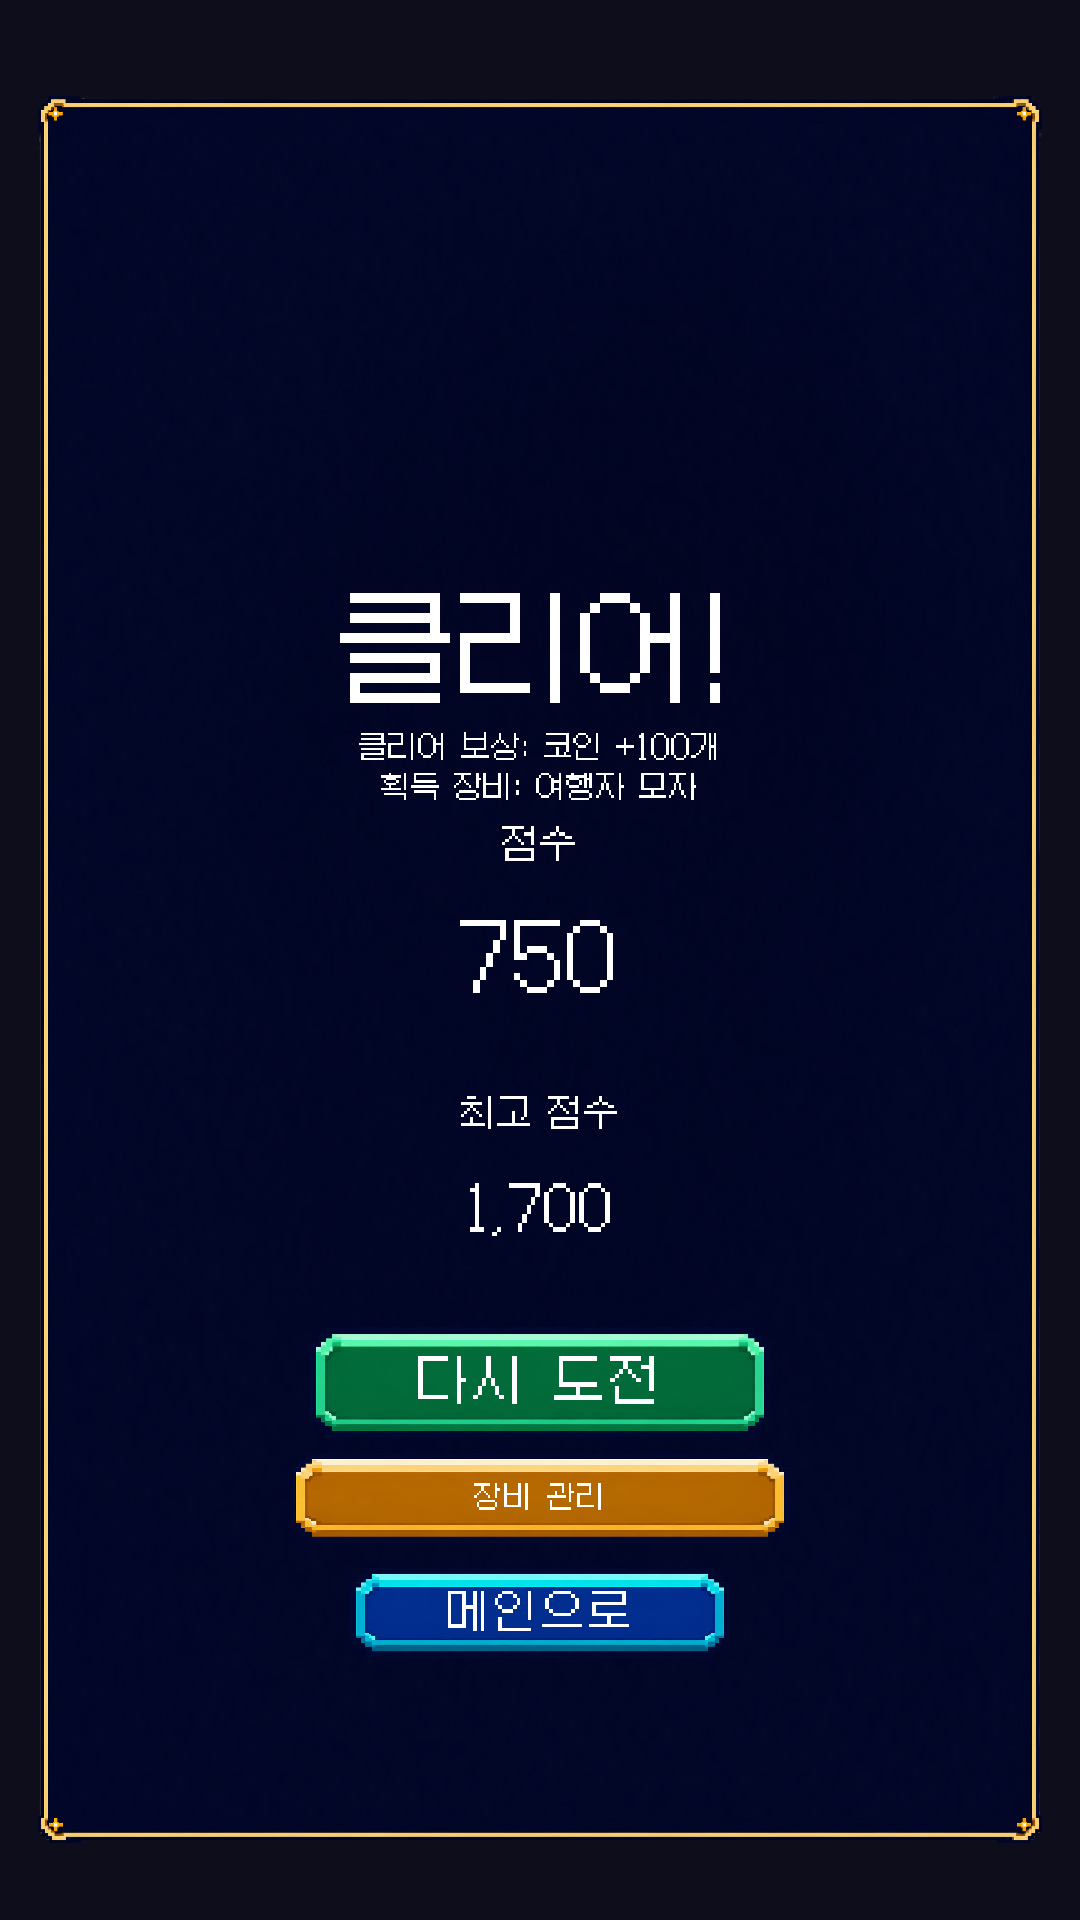 클리어!
클리어 보상: 코인 +100개
획득 장비: 여행자 모자
점수
750
최고 점수
1,700
다시 도전
장비 관리
메인으로